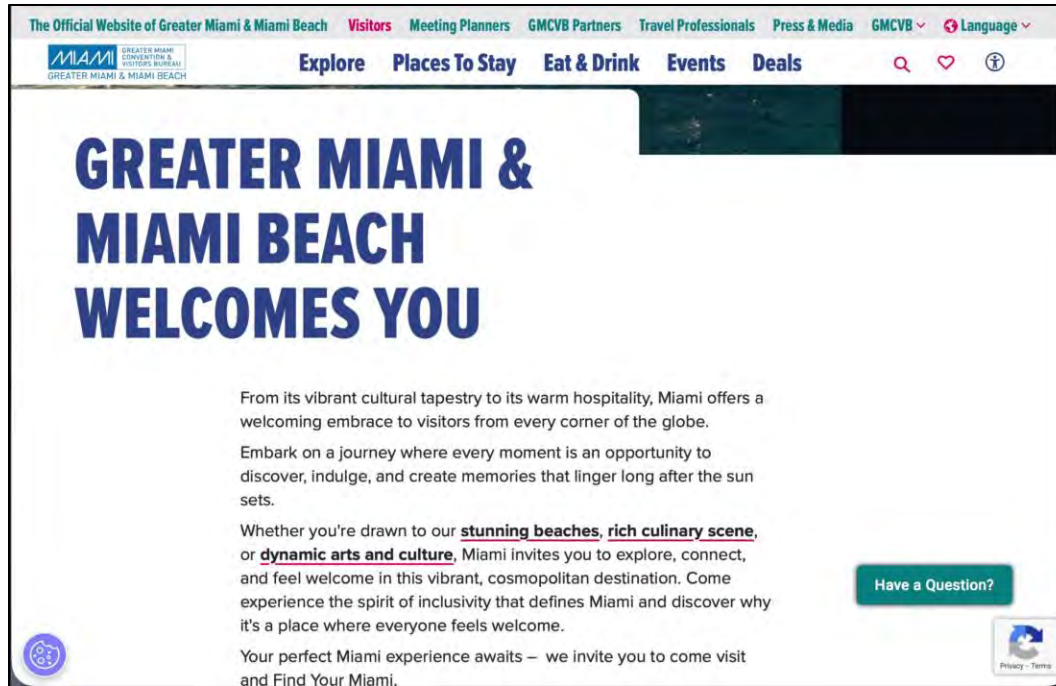 The Official Website of Greater Miami & Miami Beach Visitors Meeting Planners GMCVB Partners Travel Professionals Press & Media GMCVB Language
MIAMI GREATER MIAMI
CONVENTION &
VISITORS BUREAU
GREATER MIAMI & MIAMI BEACH
Explore Places To Stay Eat & Drink Events Deals
GREATER MIAMI &
MIAMI BEACH
WELCOMES YOU
From its vibrant cultural tapestry to its warm hospitality, Miami offers a
welcoming embrace to visitors from every corner of the globe.
Embark on a journey where every moment is an opportunity to
discover, indulge, and create memories that linger long after the sun
sets.
Whether you're drawn to our stunning beaches, rich culinary scene,
or dynamic arts and culture, Miami invites you to explore, connect,
and feel welcome in this vibrant, cosmopolitan destination. Come
experience the spirit of inclusivity that defines Miami and discover why
it's a place where everyone feels welcome.
Your perfect Miami experience awaits – we invite you to come visit
and Find Your Miami.
Have a Question?
Privacy - Terms